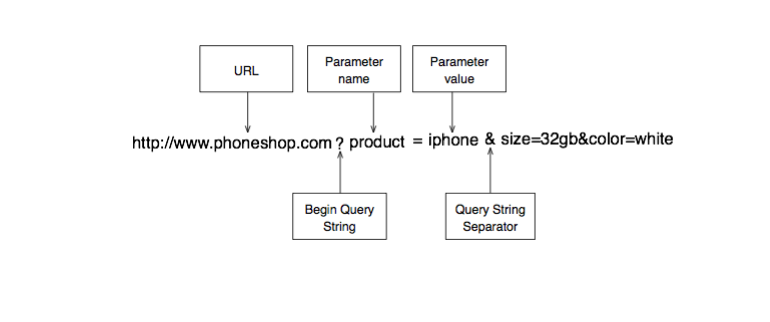 URL
Parameter
name
Parameter
value
http://www.phoneshop.com ? product = iphone & size=32gb&color=white
Begin Query
String
Query String
Separator